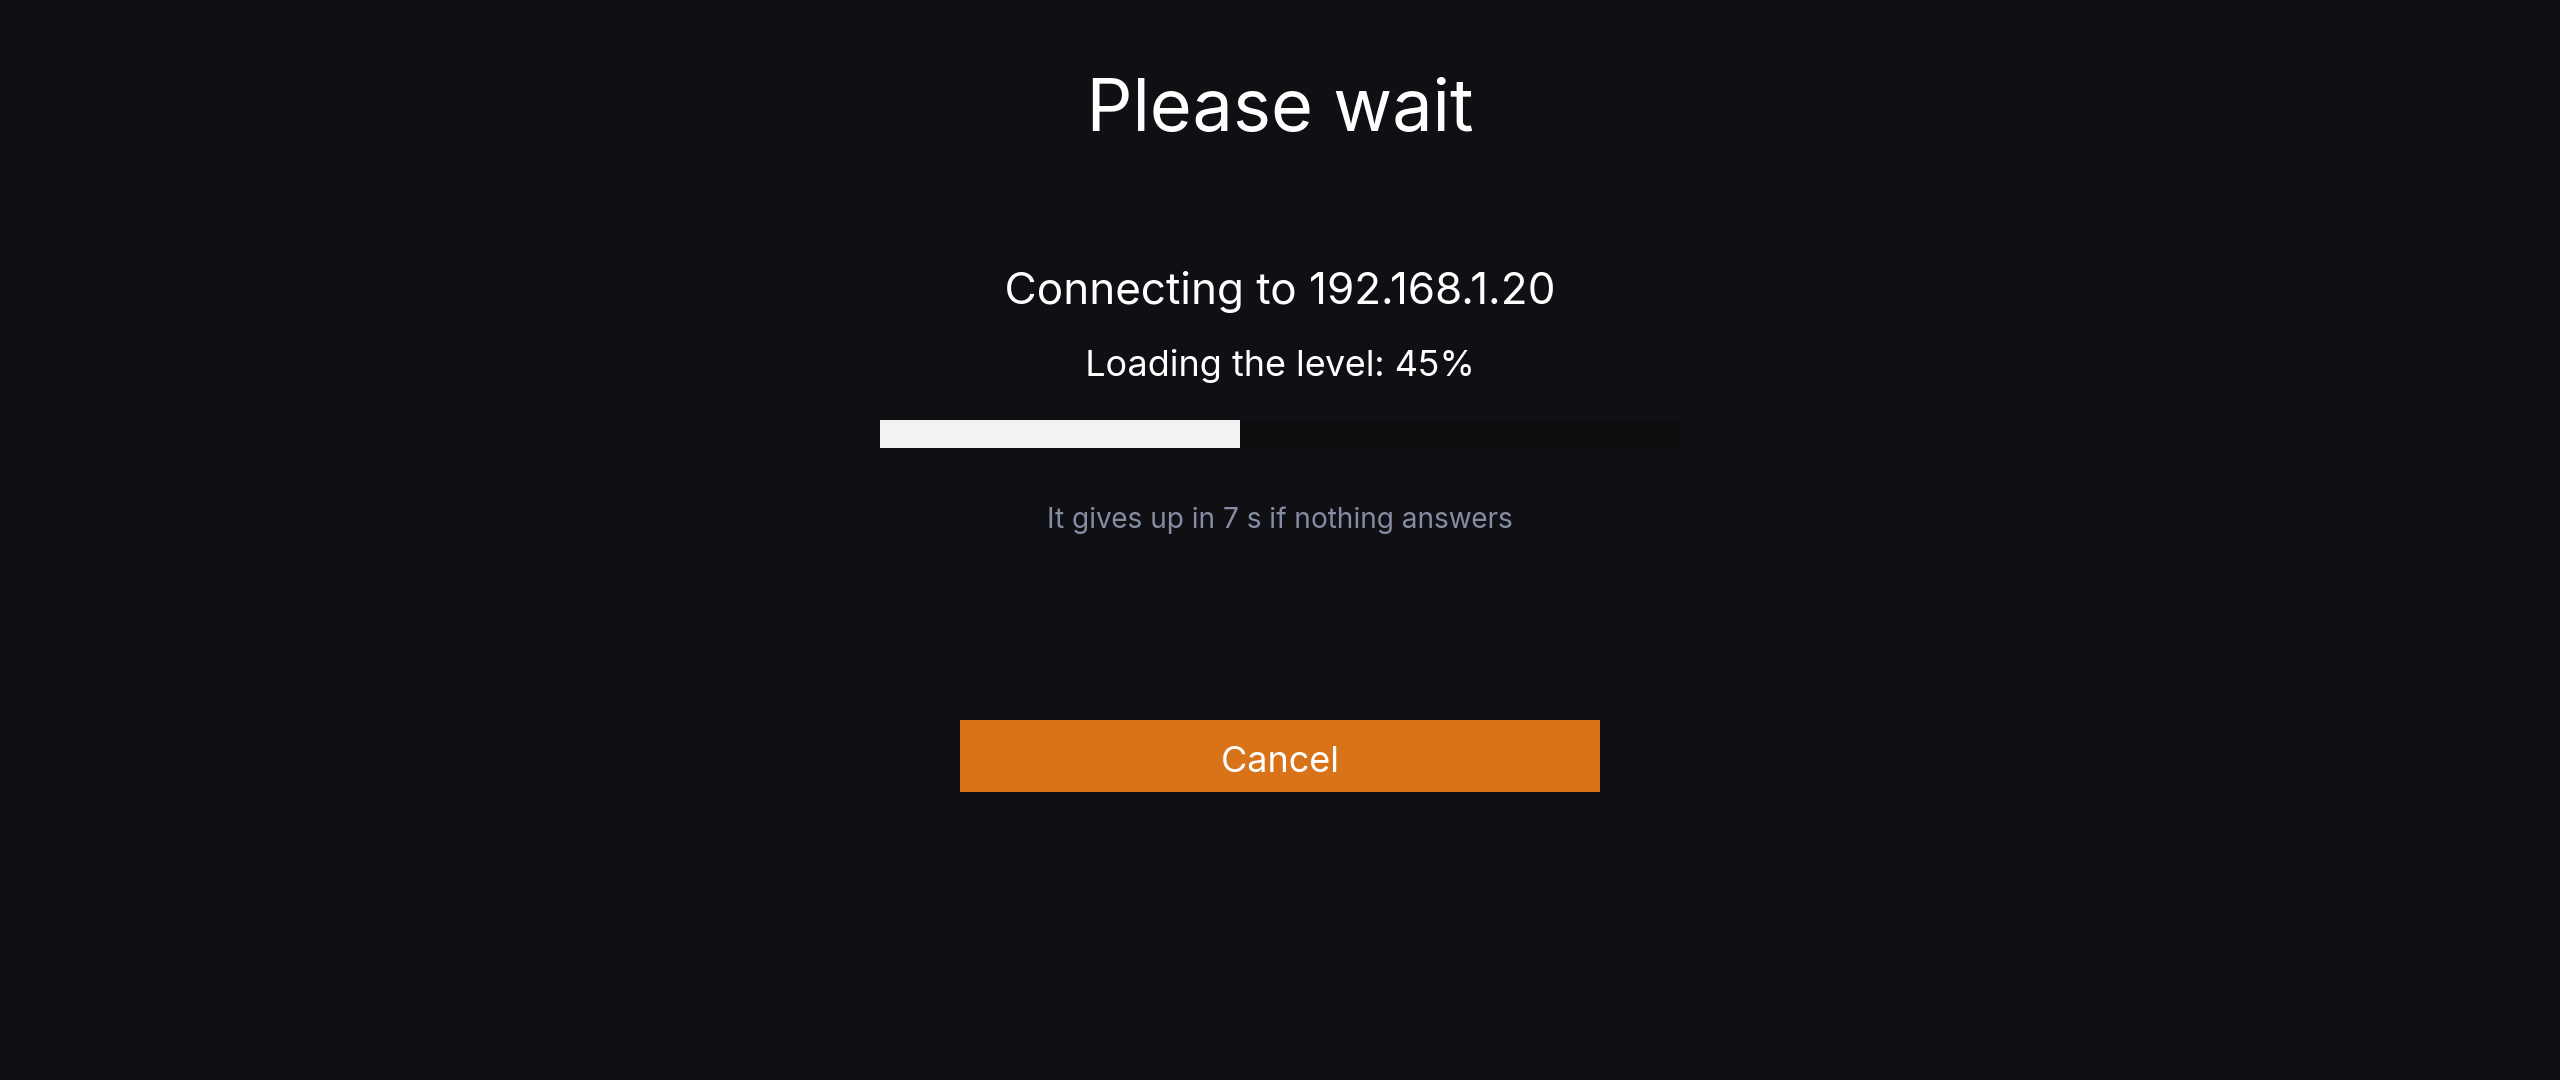 Please wait
Connecting to 192.168.1.20
Loading the level: 45%
It gives up in 7 s if nothing answers
Cancel